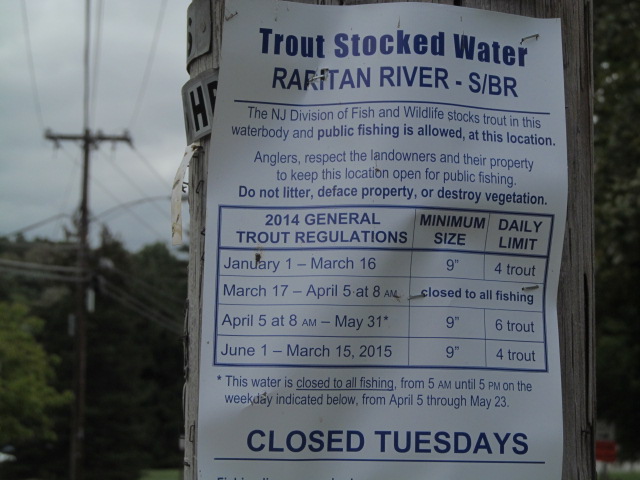 Trout Stocked Water
RARITAN RIVER - S/BR
The NJ Division of Fish and Wildlife stocks trout in this
waterbody and public fishing is allowed, at this location.
Anglers, respect the landowners and their property
to keep this location open for public fishing.
Do not litter, deface property, or destroy vegetation.
2014 GENERAL TROUT REGULATIONS MINIMUM SIZE DAILY LIMIT
January 1 – March 16 9" 4 trout
March 17 – April 5 at 8 AM closed to all fishing
April 5 at 8 AM – May 31* 9" 6 trout
June 1 – March 15, 2015 9" 4 trout
* This water is closed to all fishing, from 5 AM until 5 PM on the
weekday indicated below, from April 5 through May 23.
CLOSED TUESDAYS